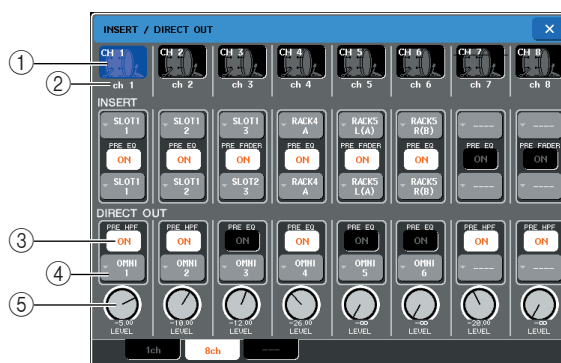 INSERT / DIRECT OUT ×
CH 1 CH 2 CH 3 CH 4 CH 5 CH 6 CH 7 CH 8
① 
② ch 1 ch 2 ch 3 ch 4 ch 5 ch 6 ch 7 ch 8
INSERT
SLOT1 1 SLOT1 2 SLOT1 3 RACK4 A RACK5 L(A) RACK5 R(B) ---- ----
PRE EQ PRE EQ PRE FADER PRE EQ PRE FADER PRE EQ PRE EQ PRE FADER
ON ON ON ON ON ON ON ON
SLOT1 1 SLOT1 2 SLOT2 3 RACK4 A RACK5 L(A) RACK5 R(B) ---- ----
DIRECT OUT
PRE HPF PRE HPF PRE EQ PRE HPF PRE EQ PRE EQ PRE HPF PRE HPF
③ ON ON ON ON ON ON ON ON
④ OMNI 1 OMNI 2 OMNI 3 OMNI 4 OMNI 5 OMNI 6 ---- ----
⑤
-5.00 -10.00 -12.00 -26.00 -∞ -∞ -20.00 -∞
LEVEL LEVEL LEVEL LEVEL LEVEL LEVEL LEVEL LEVEL
1ch 8ch ----